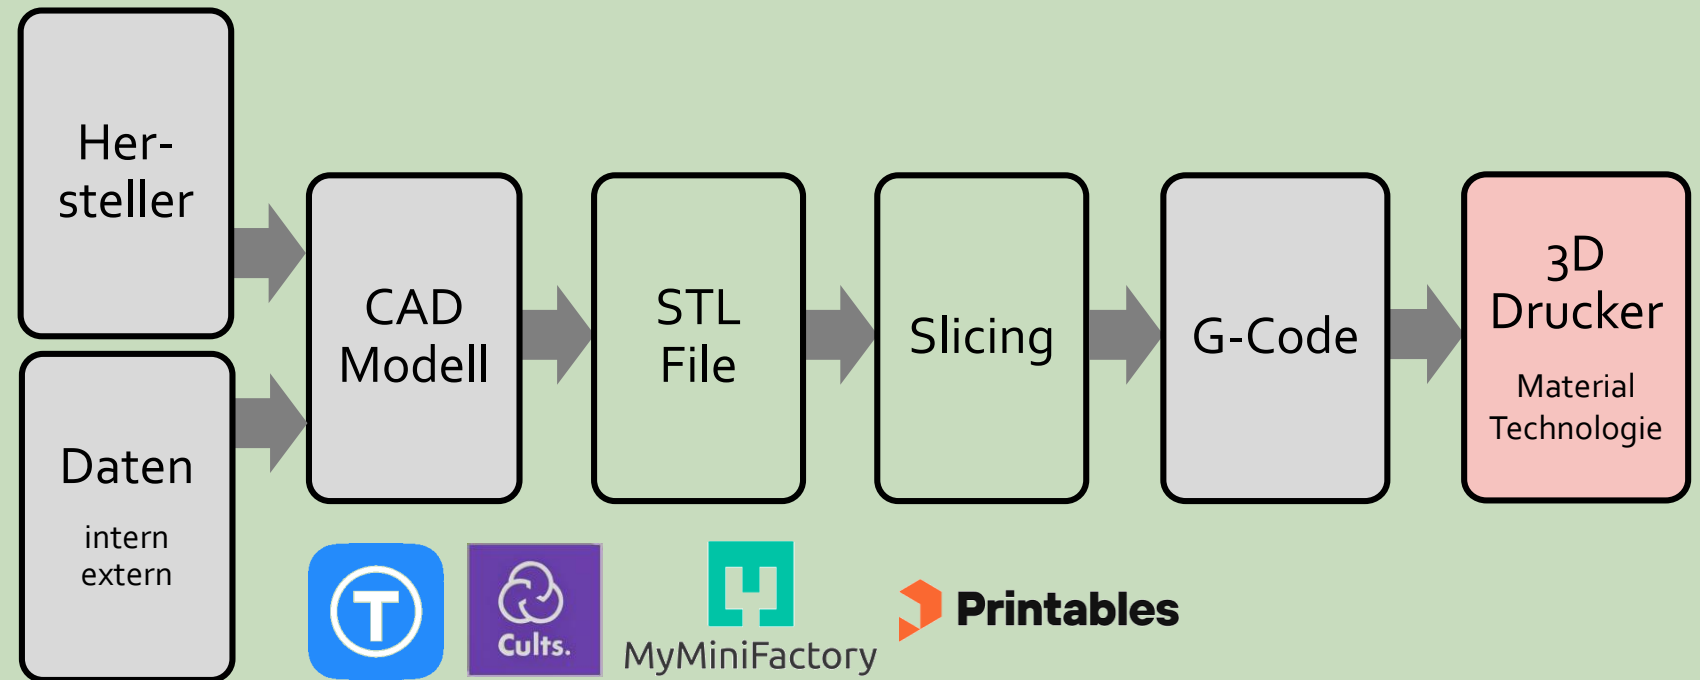 Her-
steller
Daten
intern
extern
CAD
Modell
STL
File
Slicing
G-Code
3D
Drucker
Material
Technologie
T
Cults.
MyMiniFactory
Printables